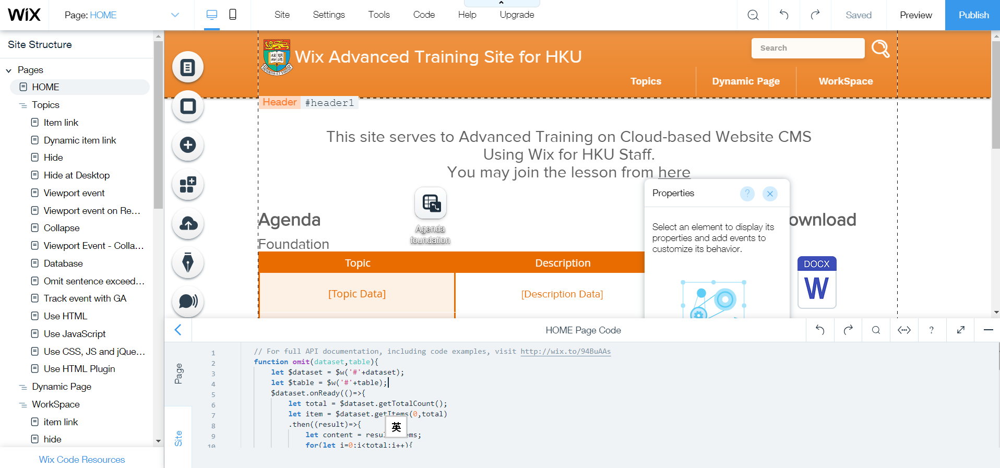 WiX
Page: HOME
Site
Settings
Tools
Code
Help
Upgrade
Saved
Preview
Publish
Site Structure
Pages
HOME
Topics
Item link
Dynamic item link
Hide
Hide at Desktop
Viewport event
Viewport event on Re...
Collapse
Viewport Event - Colla...
Database
Omit sentence exceed...
Track event with GA
Use HTML
Use JavaScript
Use CSS, JS and jQue...
Use HTML Plugin
Dynamic Page
WorkSpace
item link
hide
Wix Code Resources
Wix Advanced Training Site for HKU
Search
Topics
Dynamic Page
WorkSpace
Header #header1
This site serves to Advanced Training on Cloud-based Website CMS
Using Wix for HKU Staff.
You may join the lesson from here
Agenda
Agenda
foundation
ownload
Foundation
Topic
Description
[Topic Data]
[Description Data]
Properties
?
Select an element to display its
properties and add events to
customize its behavior.
DOCX
W
HOME Page Code
?
Page
Site
1 // For full API documentation, including code examples, visit http://wix.to/94BuAAs
2 function omit(dataset,table){
3 let $dataset = $w('#'+dataset);
4 let $table = $w('#'+table);
5 $dataset.onReady(()=>{
6 let total = $dataset.getTotalCount();
7 let item = $dataset.getItems(0,total)
8 .then((result)=>{
9 let content = resu ms;
10 for(let i=0;i<total;i++){
英